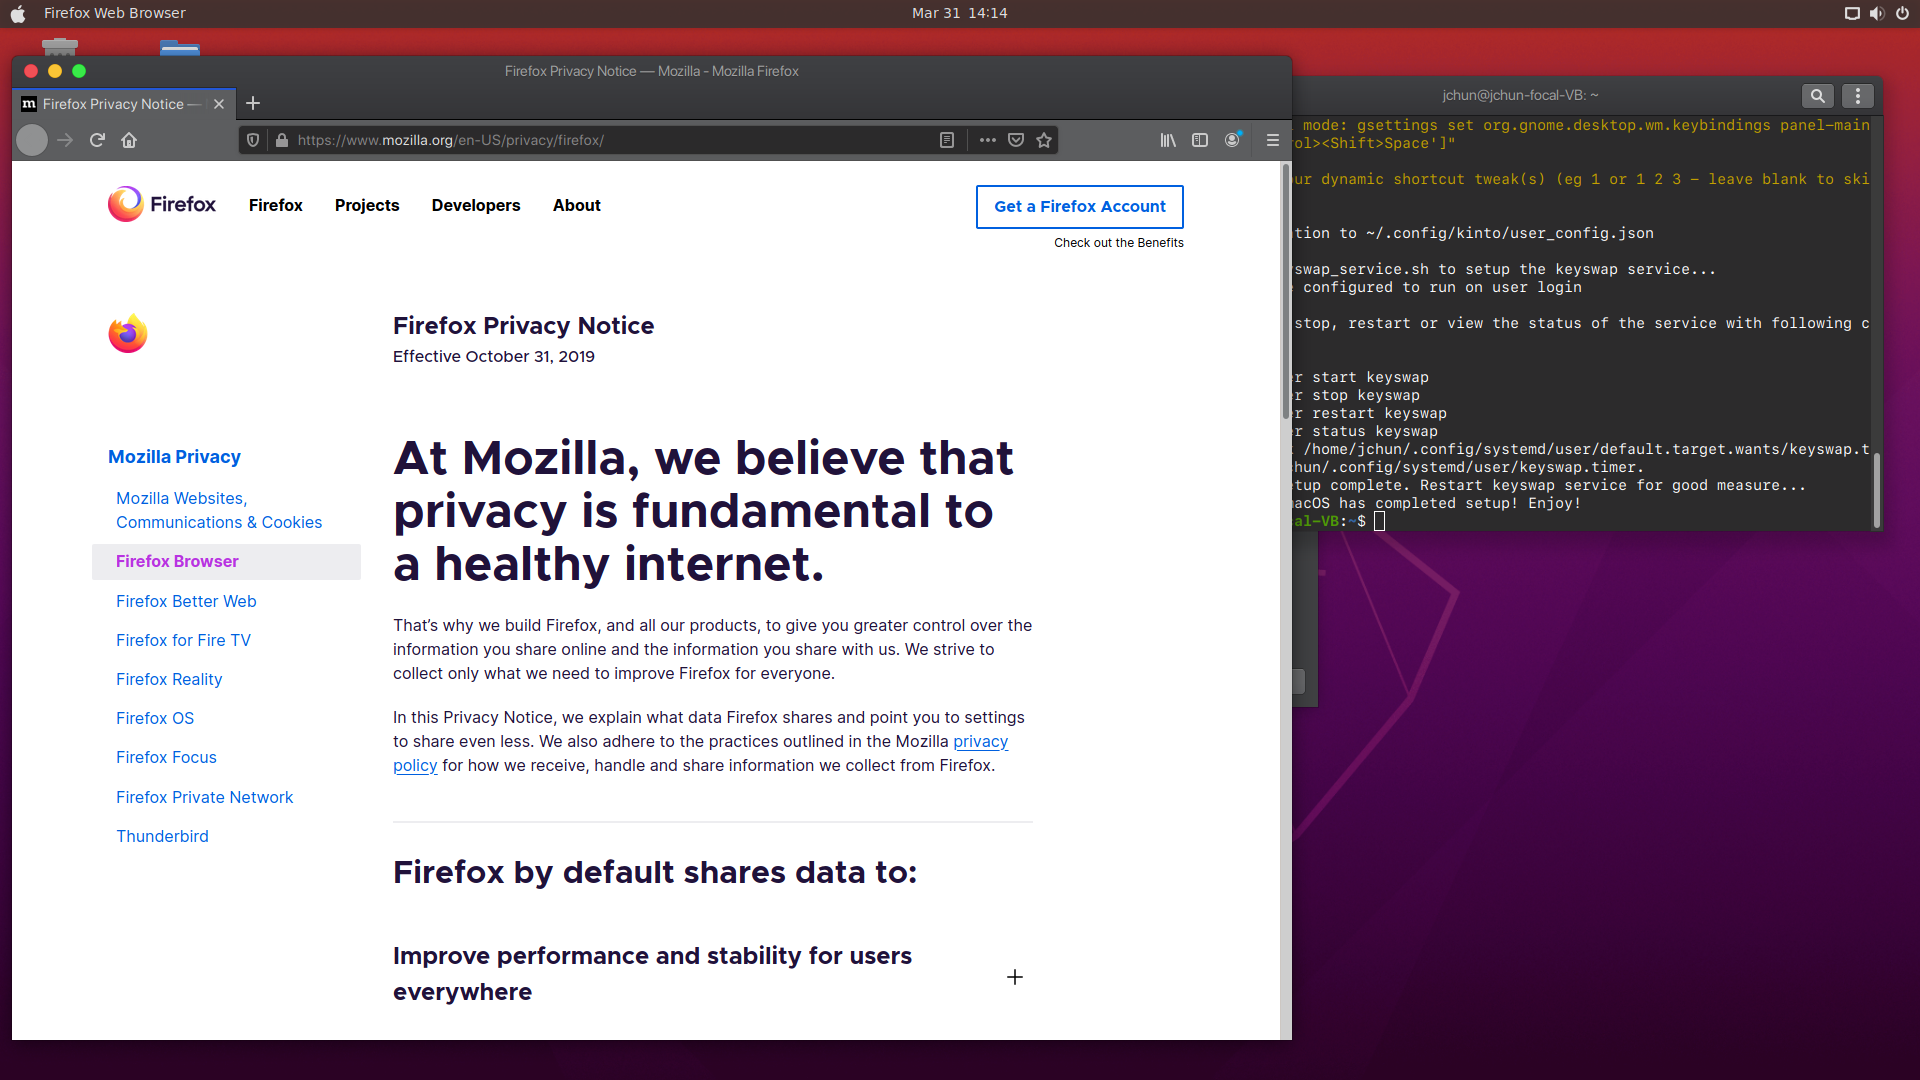 Firefox Web Browser
Mar 31 14:14
Firefox Privacy Notice — Mozilla - Mozilla Firefox
Firefox Privacy Notice —
https://www.mozilla.org/en-US/privacy/firefox/
Firefox
Firefox
Projects
Developers
About
Get a Firefox Account
Check out the Benefits
Firefox Privacy Notice
Effective October 31, 2019
Mozilla Privacy
Mozilla Websites,
Communications & Cookies
Firefox Browser
Firefox Better Web
Firefox for Fire TV
Firefox Reality
Firefox OS
Firefox Focus
Firefox Private Network
Thunderbird
At Mozilla, we believe that
privacy is fundamental to
a healthy internet.
That’s why we build Firefox, and all our products, to give you greater control over the
information you share online and the information you share with us. We strive to
collect only what we need to improve Firefox for everyone.
In this Privacy Notice, we explain what data Firefox shares and point you to settings
to share even less. We also adhere to the practices outlined in the Mozilla privacy
policy for how we receive, handle and share information we collect from Firefox.
Firefox by default shares data to:
Improve performance and stability for users
everywhere
jchun@jchun-focal-VB: ~
mode: gsettings set org.gnome.desktop.wm.keybindings panel-main
rol><Shift>Space']"
ur dynamic shortcut tweak(s) (eg 1 or 1 2 3 - leave blank to ski
tion to ~/.config/kinto/user_config.json
swap_service.sh to setup the keyswap service...
configured to run on user login
stop, restart or view the status of the service with following c
er start keyswap
er stop keyswap
er restart keyswap
er status keyswap
/home/jchun/.config/systemd/user/default.target.wants/keyswap.t
chun/.config/systemd/user/keyswap.timer.
etup complete. Restart keyswap service for good measure...
macOS has completed setup! Enjoy!
cal-VB:~$